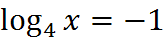 log₄ x = −1